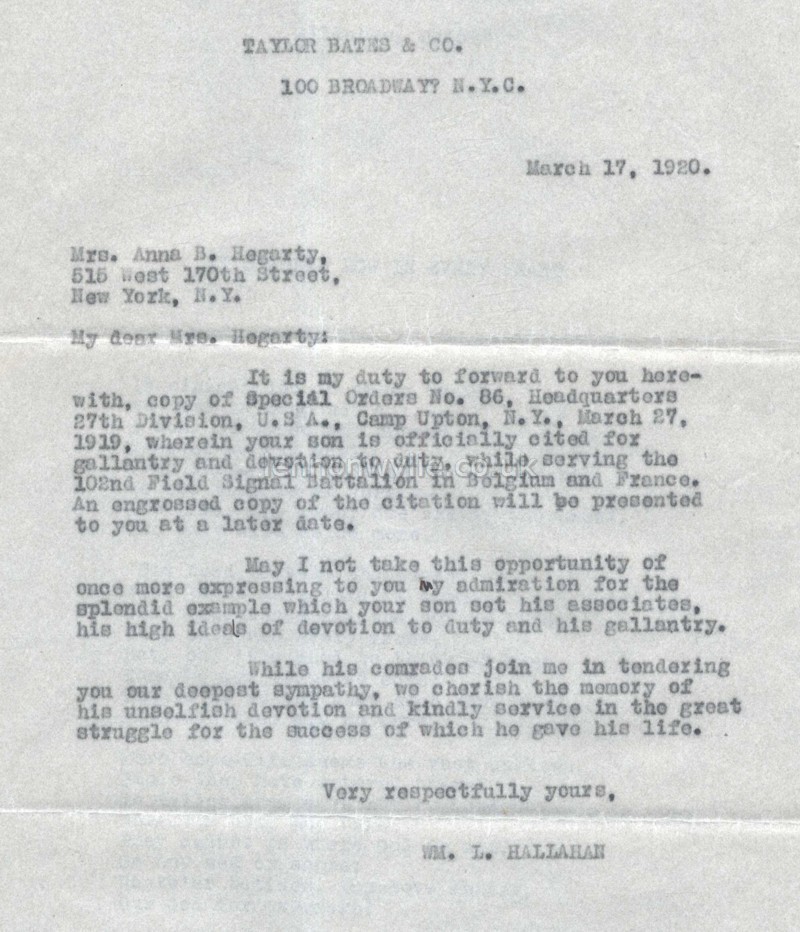 TAYLOR BATES & CO.
100 BROADWAY? N.Y.C.
March 17, 1920.
Mrs. Anna B. Hegarty,
515 West 170th Street,
New York, N.Y.
My dear Mrs. Hegarty:
It is my duty to forward to you here-
with, copy of Special Orders No. 86, Headquarters
27th Division, U.S A., Camp Upton, N.Y., March 27,
1919, wherein your son is officially cited for
gallantry and devotion to duty, while serving the
lennonwylie.co.uk
102nd Field Signal Battalion in Belgium and France.
An engrossed copy of the citation will be presented
to you at a later date.
May I not take this opportunity of
once more expressing to you my admiration for the
splendid example which your son set his associates,
his high ideals of devotion to duty and his gallantry.
While his comrades join me in tendering
you our deepest sympathy, we cherish the memory of
his unselfish devotion and kindly service in the great
struggle for the success of which he gave his life.
Very respectfully yours,
WM. L. HALLAHAN